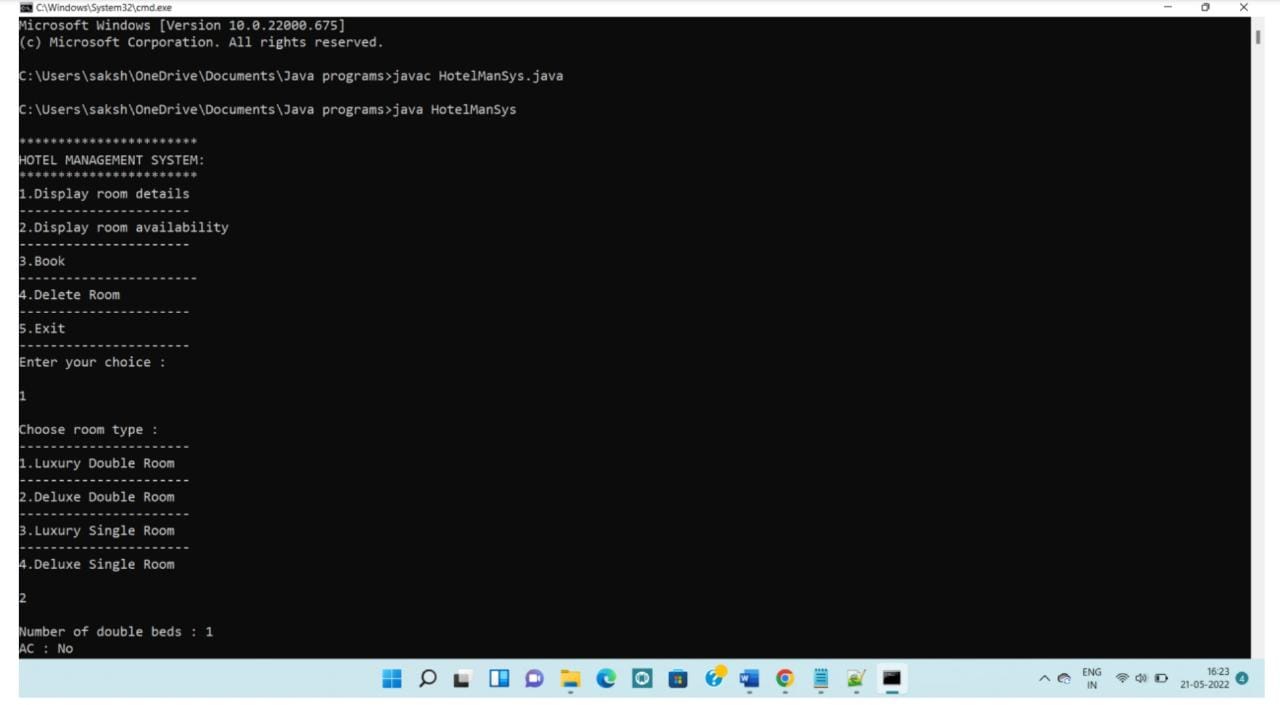 C:\Windows\System32\cmd.exe
Microsoft Windows [Version 10.0.22000.675]
(c) Microsoft Corporation. All rights reserved.
C:\Users\saksh\OneDrive\Documents\Java programs>javac HotelManSys.java
C:\Users\saksh\OneDrive\Documents\Java programs>java HotelManSys
***********************
HOTEL MANAGEMENT SYSTEM:
***********************
1.Display room details
----------------------
2.Display room availability
----------------------
3.Book
-----------------------
4.Delete Room
----------------------
5.Exit
----------------------
Enter your choice :
1
Choose room type :
----------------------
1.Luxury Double Room
----------------------
2.Deluxe Double Room
----------------------
3.Luxury Single Room
----------------------
4.Deluxe Single Room
2
Number of double beds : 1
AC : No
ENG
IN
16:23
21-05-2022
4